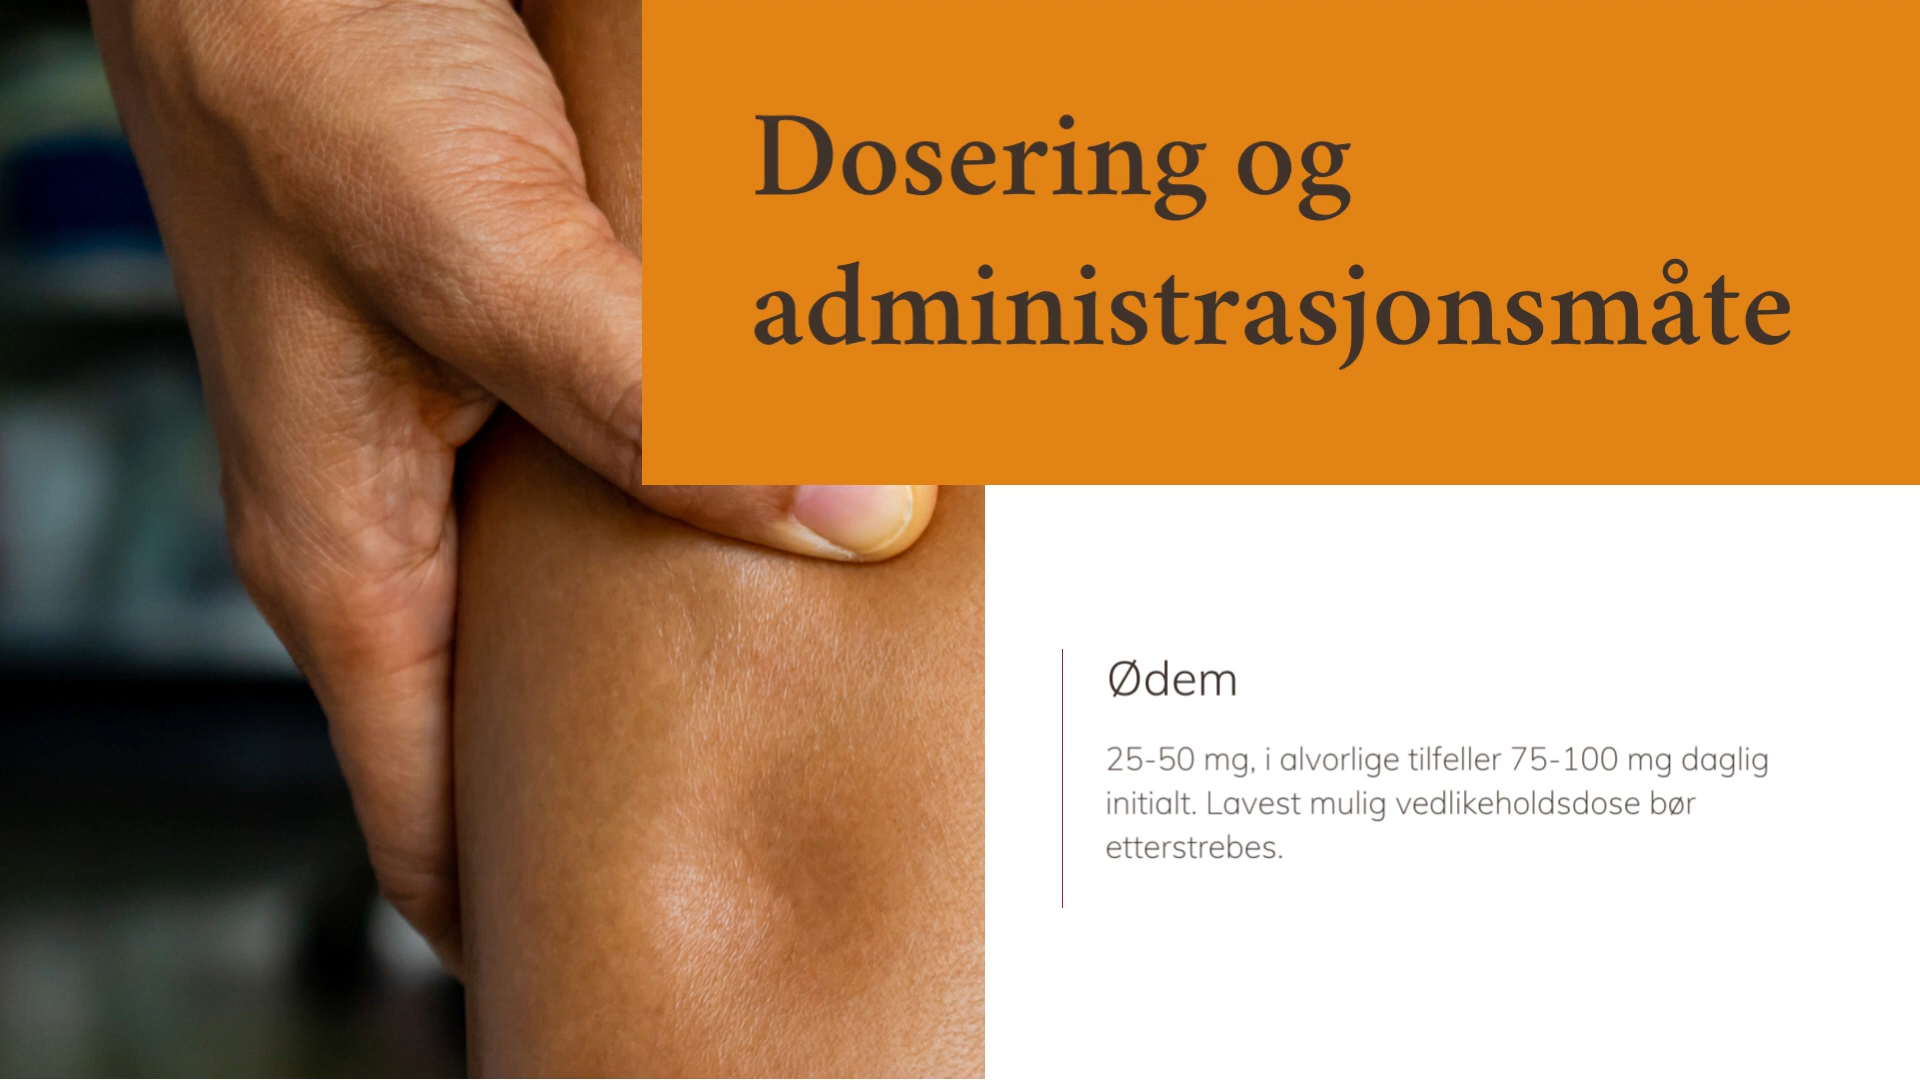 Dosering og
administrasjonsmåte
Ødem
25-50 mg, i alvorlige tilfeller 75-100 mg daglig
initialt. Lavest mulig vedlikeholdsdose bør
etterstrebes.